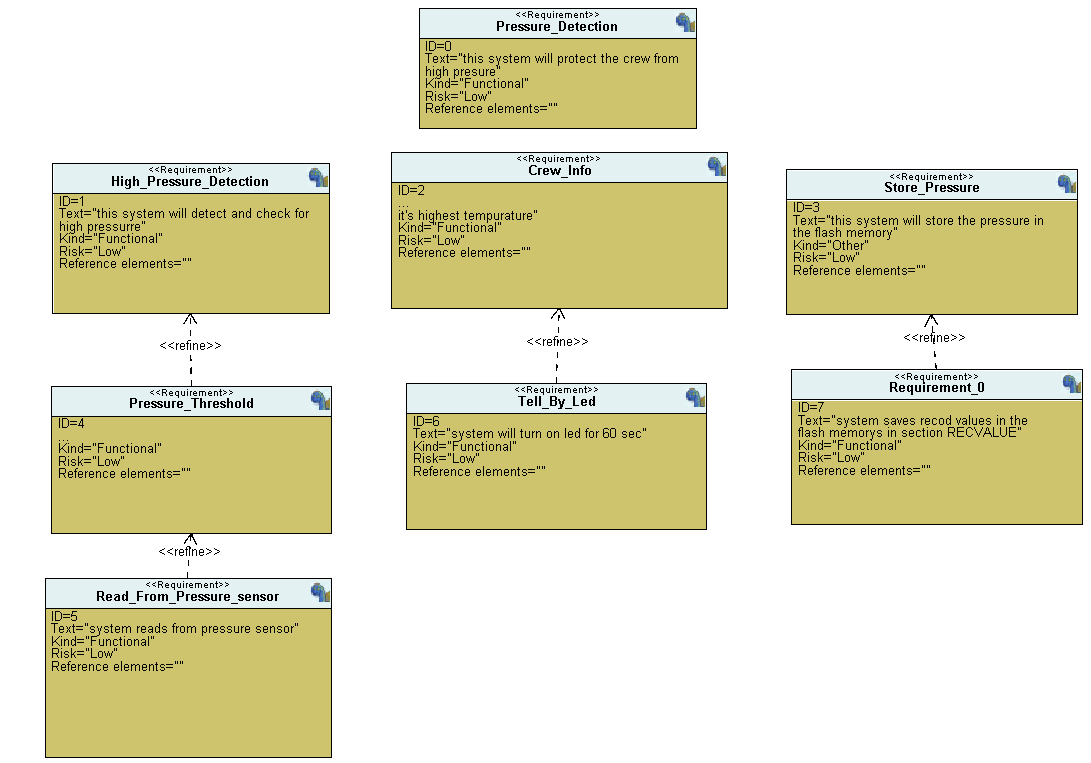 <<Requirement>>
Pressure_Detection
ID=0
Text="this system will protect the crew from
high presure"
Kind="Functional"
Risk="Low"
Reference elements=""
<<Requirement>>
High_Pressure_Detection
ID=1
Text="this system will detect and check for
high pressurre"
Kind="Functional"
Risk="Low"
Reference elements=""
<<Requirement>>
Crew_Info
ID=2
...
it's highest tempurature"
Kind="Functional"
Risk="Low"
Reference elements=""
<<Requirement>>
Store_Pressure
ID=3
Text="this system will store the pressure in
the flash memory"
Kind="Other"
Risk="Low"
Reference elements=""
<<refine>>
<<refine>>
<<refine>>
<<Requirement>>
Pressure_Threshold
ID=4
...
Kind="Functional"
Risk="Low"
Reference elements=""
<<Requirement>>
Tell_By_Led
ID=6
Text="system will turn on led for 60 sec"
Kind="Functional"
Risk="Low"
Reference elements=""
<<Requirement>>
Requirement_0
ID=7
Text="system saves recod values in the
flash memorys in section RECVALUE"
Kind="Functional"
Risk="Low"
Reference elements=""
<<refine>>
<<Requirement>>
Read_From_Pressure_sensor
ID=5
Text="system reads from pressure sensor"
Kind="Functional"
Risk="Low"
Reference elements=""